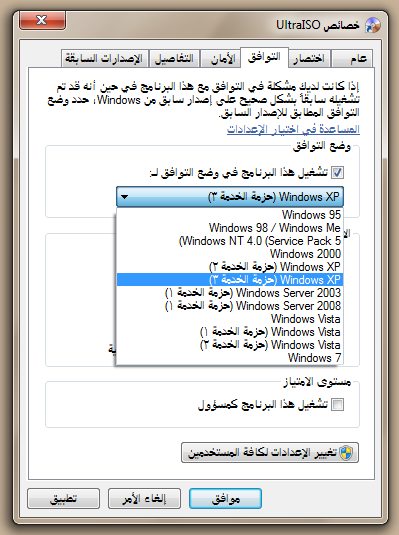 خصائص UltraISO
عام
اختصار
التوافق
الأمان
التفاصيل
الإصدارات السابقة
إذا كانت لديك مشكلة في التوافق مع هذا البرنامج في حين أنه قد تم
تشغيله سابقاً بشكل صحيح على إصدار سابق من Windows، حدد وضع
التوافق المطابق للإصدار السابق.
المساعدة في اختيار الإعدادات
وضع التوافق
تشغيل هذا البرنامج في وضع التوافق لـ:
Windows XP (حزمة الخدمة ٣)
Windows 95
Windows 98 / Windows Me
Windows NT 4.0 (Service Pack 5)
Windows 2000
Windows XP (حزمة الخدمة ٢)
Windows XP (حزمة الخدمة ٣)
Windows Server 2003 (حزمة الخدمة ١)
Windows Server 2008 (حزمة الخدمة ١)
Windows Vista
Windows Vista (حزمة الخدمة ١)
Windows Vista (حزمة الخدمة ٢)
Windows 7
مستوى الامتياز
تشغيل هذا البرنامج كمسؤول
تغيير الإعدادات لكافة المستخدمين
موافق
إلغاء الأمر
تطبيق